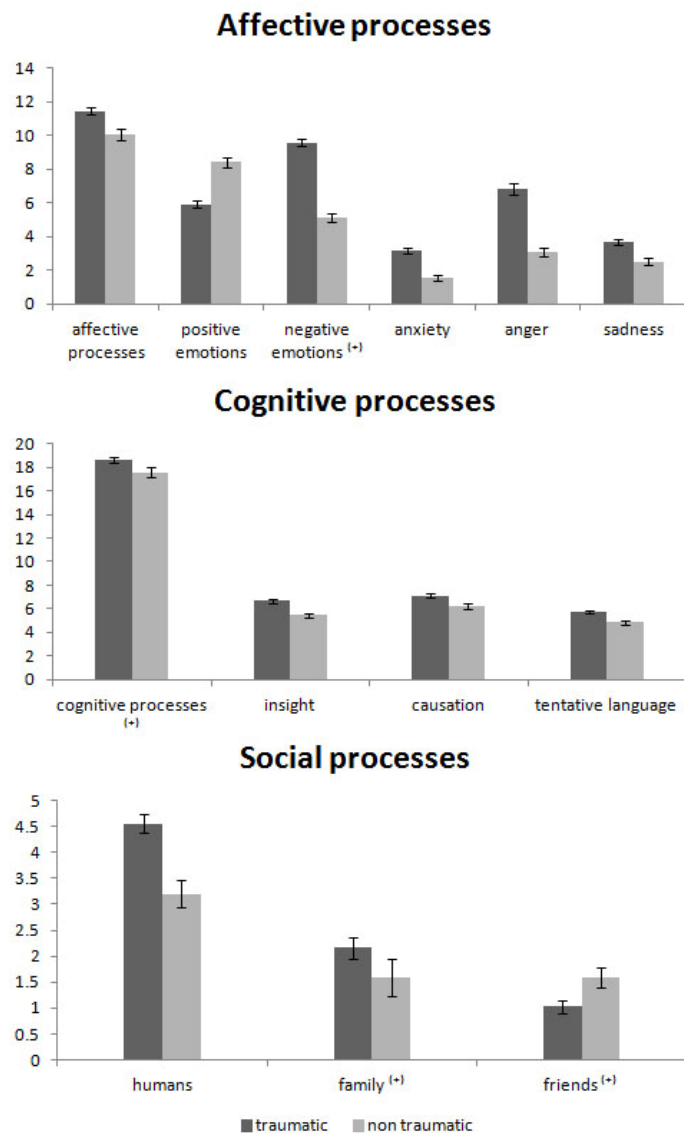 Affective processes
14
12
10
8
6
4
2
0
affective processes
positive emotions
negative emotions (+)
anxiety
anger
sadness
Cognitive processes
20
18
16
14
12
10
8
6
4
2
0
cognitive processes (+)
insight
causation
tentative language
Social processes
5
4.5
4
3.5
3
2.5
2
1.5
1
0.5
0
humans
family (+)
friends (+)
traumatic
non traumatic